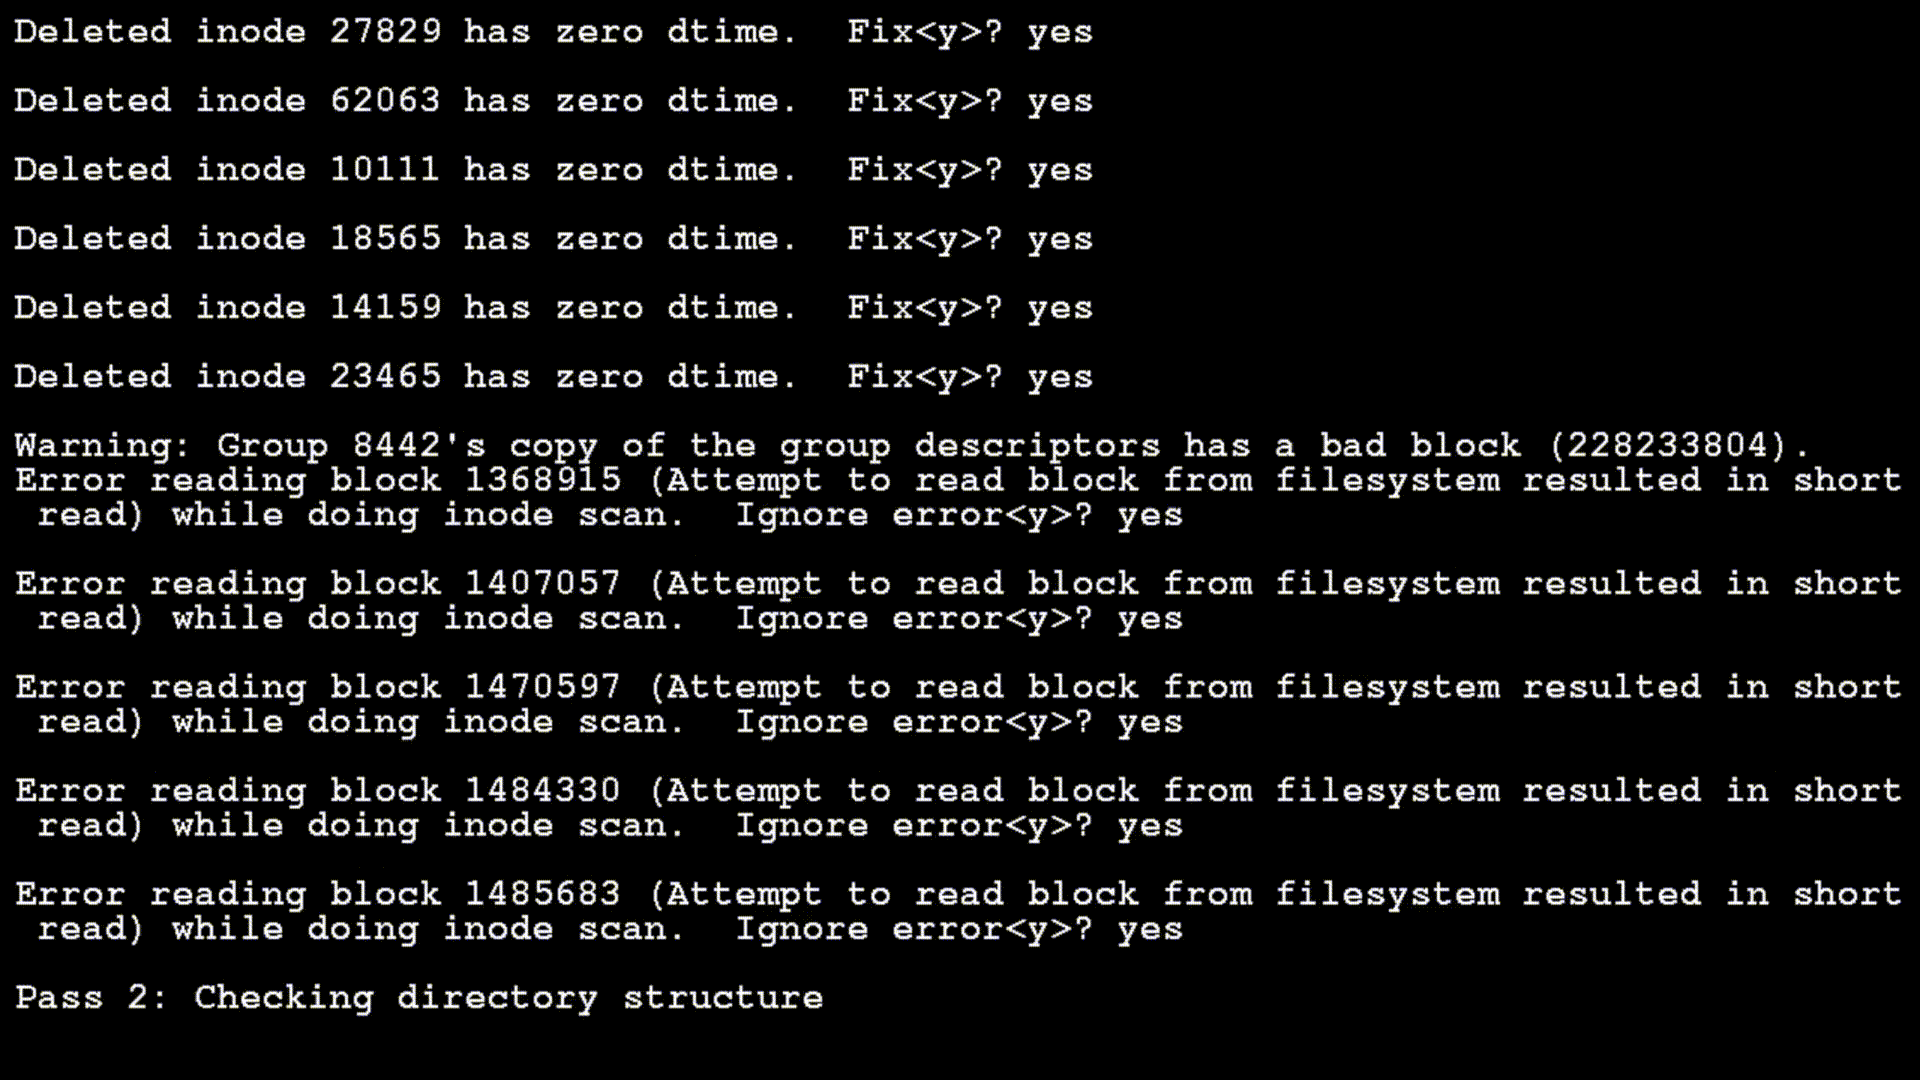 Deleted inode 27829 has zero dtime.  Fix<y>? yes
Deleted inode 62063 has zero dtime.  Fix<y>? yes
Deleted inode 10111 has zero dtime.  Fix<y>? yes
Deleted inode 18565 has zero dtime.  Fix<y>? yes
Deleted inode 14159 has zero dtime.  Fix<y>? yes
Deleted inode 23465 has zero dtime.  Fix<y>? yes
Warning: Group 8442's copy of the group descriptors has a bad block (228233804).
Error reading block 1368915 (Attempt to read block from filesystem resulted in short
 read) while doing inode scan.  Ignore error<y>? yes
Error reading block 1407057 (Attempt to read block from filesystem resulted in short
 read) while doing inode scan.  Ignore error<y>? yes
Error reading block 1470597 (Attempt to read block from filesystem resulted in short
 read) while doing inode scan.  Ignore error<y>? yes
Error reading block 1484330 (Attempt to read block from filesystem resulted in short
 read) while doing inode scan.  Ignore error<y>? yes
Error reading block 1485683 (Attempt to read block from filesystem resulted in short
 read) while doing inode scan.  Ignore error<y>? yes
Pass 2: Checking directory structure